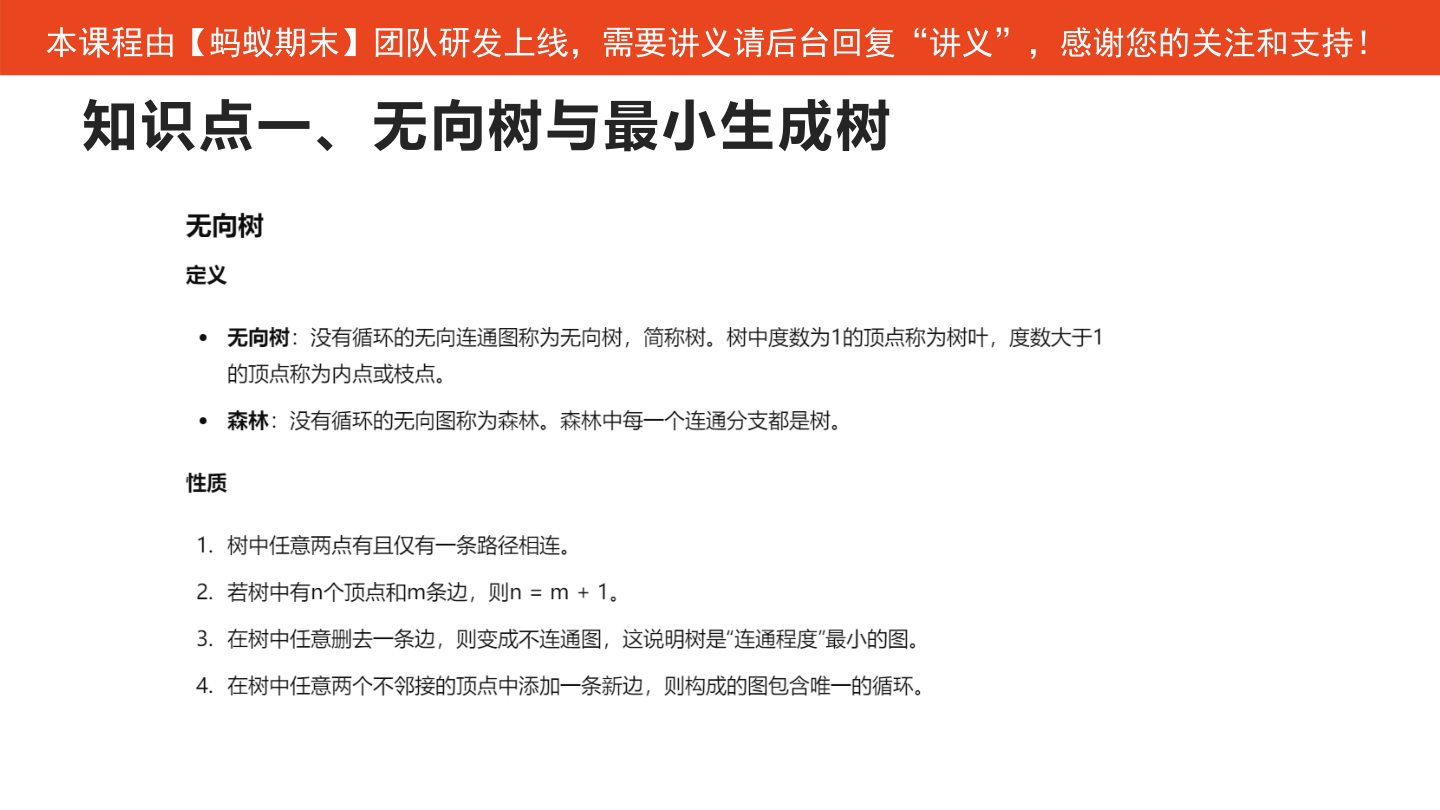 本课程由【蚂蚁期末】团队研发上线，需要讲义请后台回复“讲义”，感谢您的关注和支持！
知识点一、无向树与最小生成树
无向树
定义
• 无向树：没有循环的无向连通图称为无向树，简称树。树中度数为1的顶点称为树叶，度数大于1
的顶点称为内点或枝点。
• 森林：没有循环的无向图称为森林。森林中每一个连通分支都是树。
性质
1. 树中任意两点有且仅有一条路径相连。
2. 若树中有n个顶点和m条边，则n = m + 1。
3. 在树中任意删去一条边，则变成不连通图，这说明树是“连通程度”最小的图。
4. 在树中任意两个不邻接的顶点中添加一条新边，则构成的图包含唯一的循环。